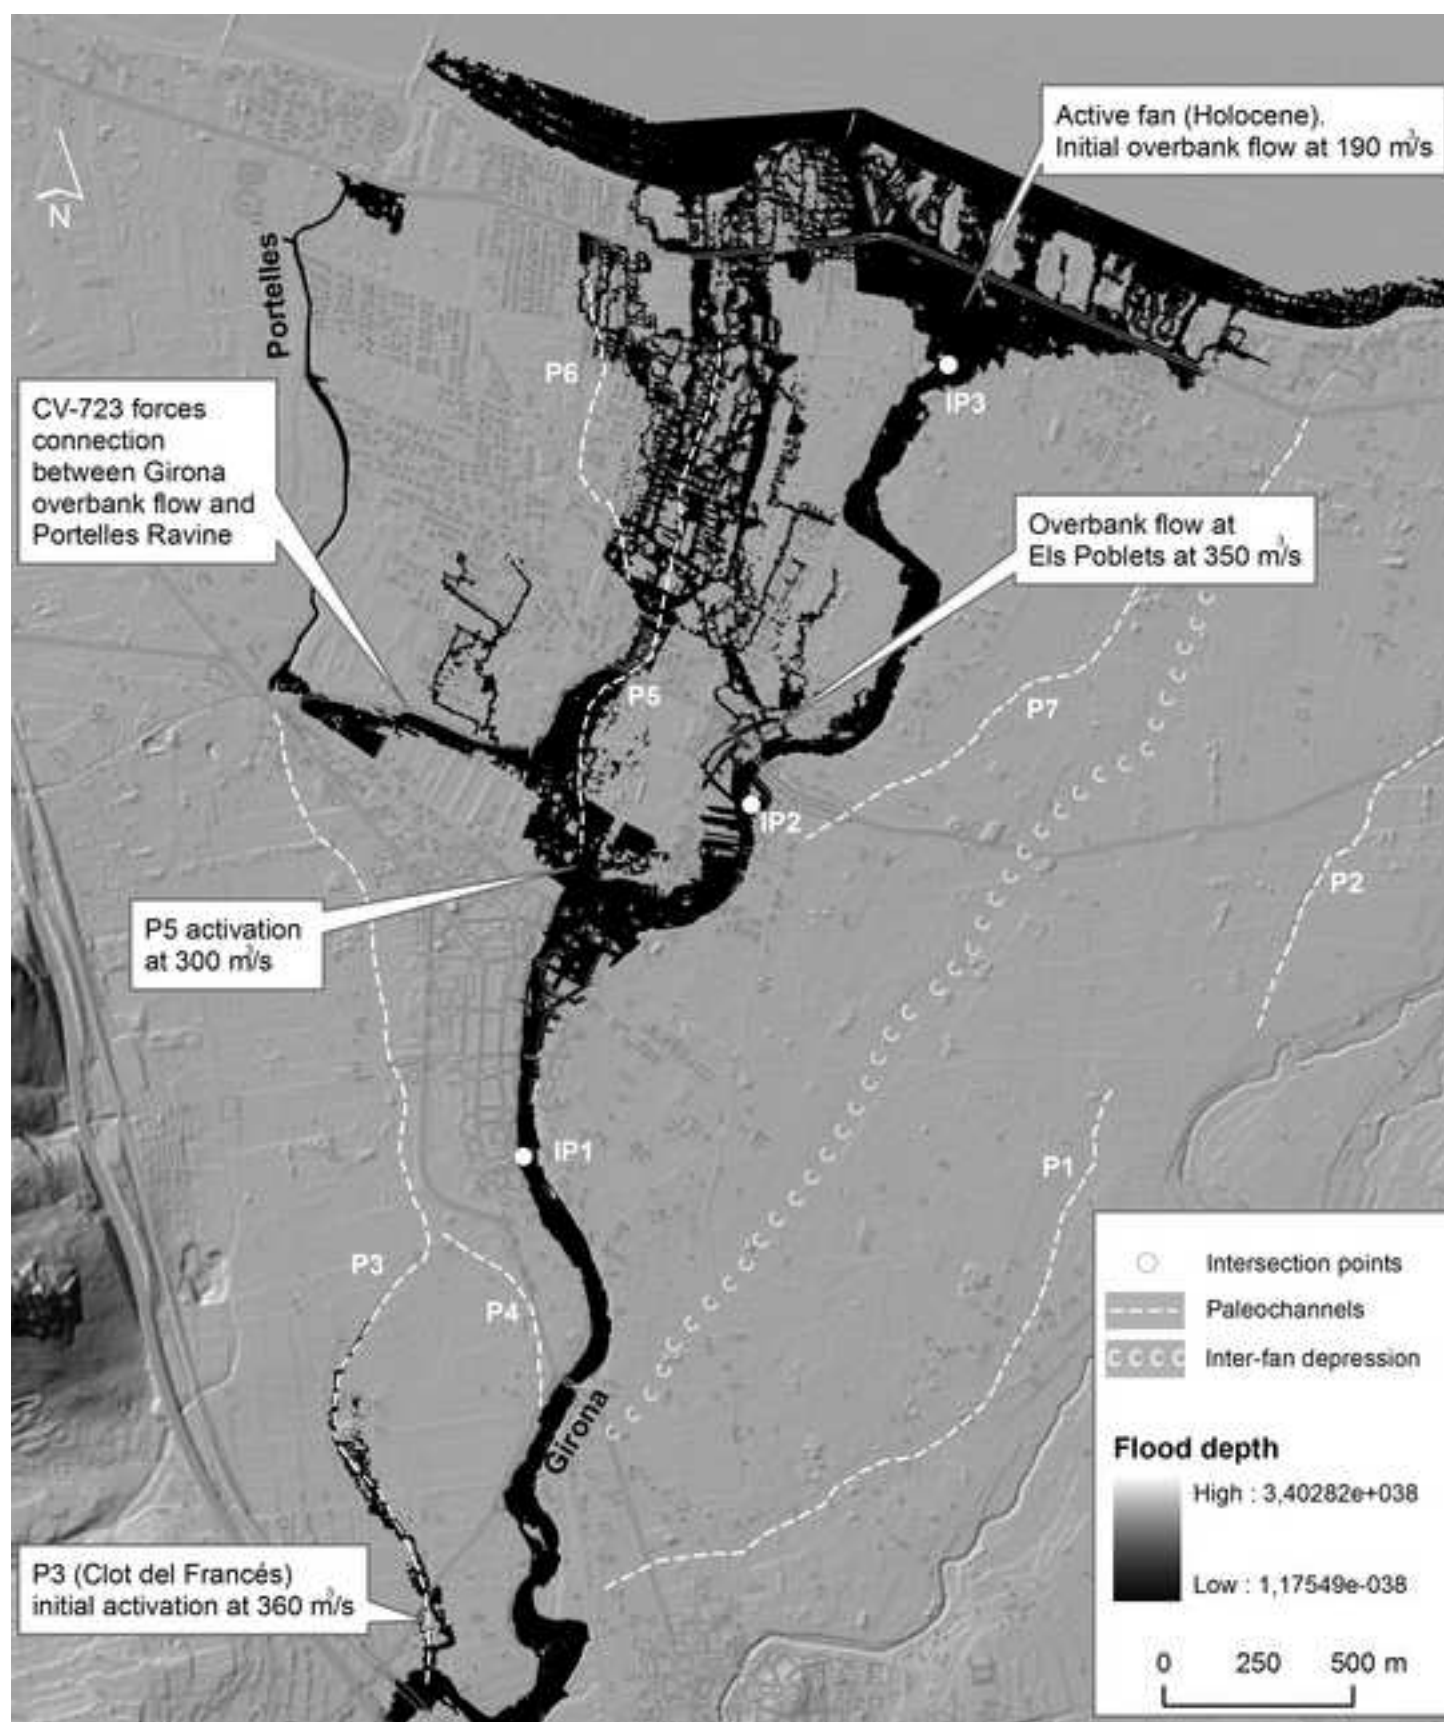 Active fan (Holocene).
Initial overbank flow at 190 m³/s
N
Portelles
P6
IP3
CV-723 forces
connection
between Girona
overbank flow and
Portelles Ravine
Overbank flow at
Els Poblets at 350 m³/s
P5
P7
IP2
P2
P5 activation
at 300 m³/s
IP1
P1
P3
P4
Girona
Intersection points
Paleochannels
Inter-fan depression
Flood depth
High : 3,40282e+038
Low : 1,17549e-038
P3 (Clot del Francés)
initial activation at 360 m³/s
0 250 500 m